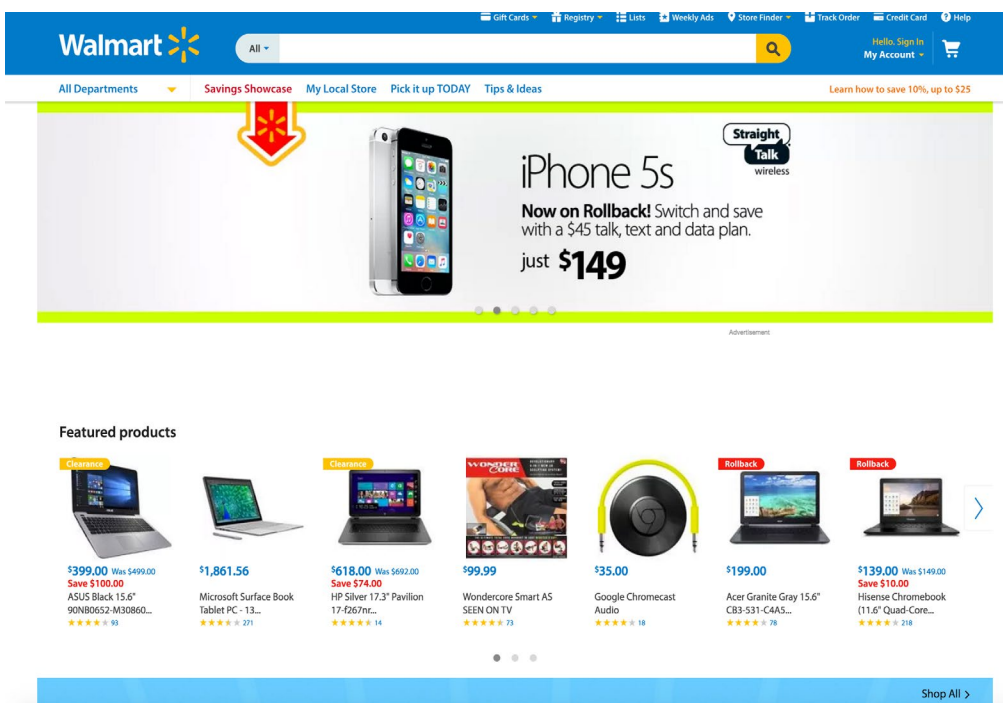 Gift Cards
Registry
Lists
Weekly Ads
Store Finder
Track Order
Credit Card
Help
Walmart
All
Hello. Sign In
My Account
All Departments
Savings Showcase
My Local Store
Pick it up TODAY
Tips & Ideas
Learn how to save 10%, up to $25
Straight
Talk
wireless
iPhone 5s
Now on Rollback! Switch and save
with a $45 talk, text and data plan.
just $149
Advertisement
Featured products
Clearance
$399.00 Was $499.00
Save $100.00
ASUS Black 15.6"
90NB0652-M30860...
93
$1,861.56
Microsoft Surface Book
Tablet PC - 13...
271
Clearance
$618.00 Was $692.00
Save $74.00
HP Silver 17.3" Pavilion
17-f267nr...
14
WONDER
CORE
$99.99
Wondercore Smart AS
SEEN ON TV
73
$35.00
Google Chromecast
Audio
18
Rollback
$199.00
Acer Granite Gray 15.6"
CB3-531-C4A5...
78
Rollback
$139.00 Was $149.00
Save $10.00
Hisense Chromebook
(11.6" Quad-Core...
218
Shop All >